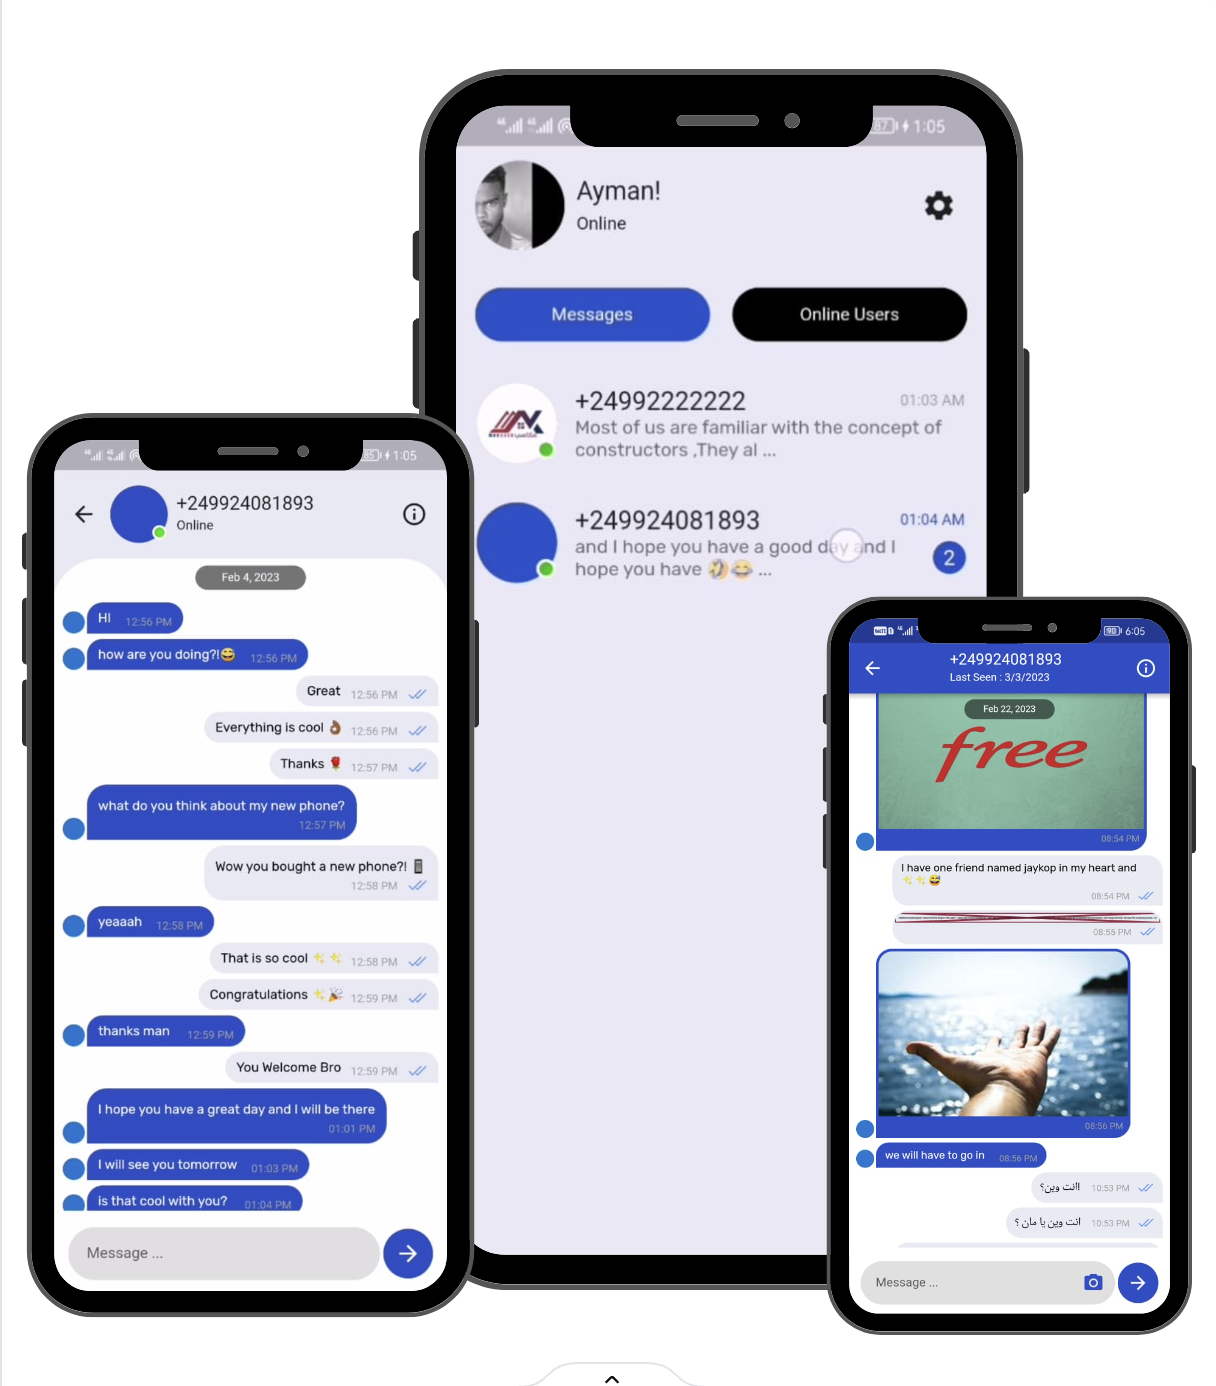 1:05
Ayman!
Online
Messages
Online Users
+24992222222
01:03 AM
Most of us are familiar with the concept of
constructors ,They al ...
+249924081893
01:04 AM
and I hope you have a good day and I
hope you have 🤣😂 ...
2
85 1:05
+249924081893
Online
Feb 4, 2023
HI 12:56 PM
how are you doing?!😅 12:56 PM
Great 12:56 PM
Everything is cool 👌🏾 12:56 PM
Thanks 🌹 12:57 PM
what do you think about my new phone?
12:57 PM
Wow you bought a new phone?! 📱
12:58 PM
yeaaah 12:58 PM
That is so cool ✨ ✨ 12:58 PM
Congratulations ✨🎉 12:59 PM
thanks man 12:59 PM
You Welcome Bro 12:59 PM
I hope you have a great day and I will be there
01:01 PM
I will see you tomorrow 01:03 PM
is that cool with you? 01:04 PM
Message ...
90 6:05
+249924081893
Last Seen : 3/3/2023
Feb 22, 2023
free
08:54 PM
I have one friend named jaykop in my heart and
✨ ✨ 😅
08:54 PM
08:55 PM
08:56 PM
we will have to go in 08:56 PM
اانت وين؟ 10:53 PM
انت وين يا مان ؟ 10:53 PM
Message ...